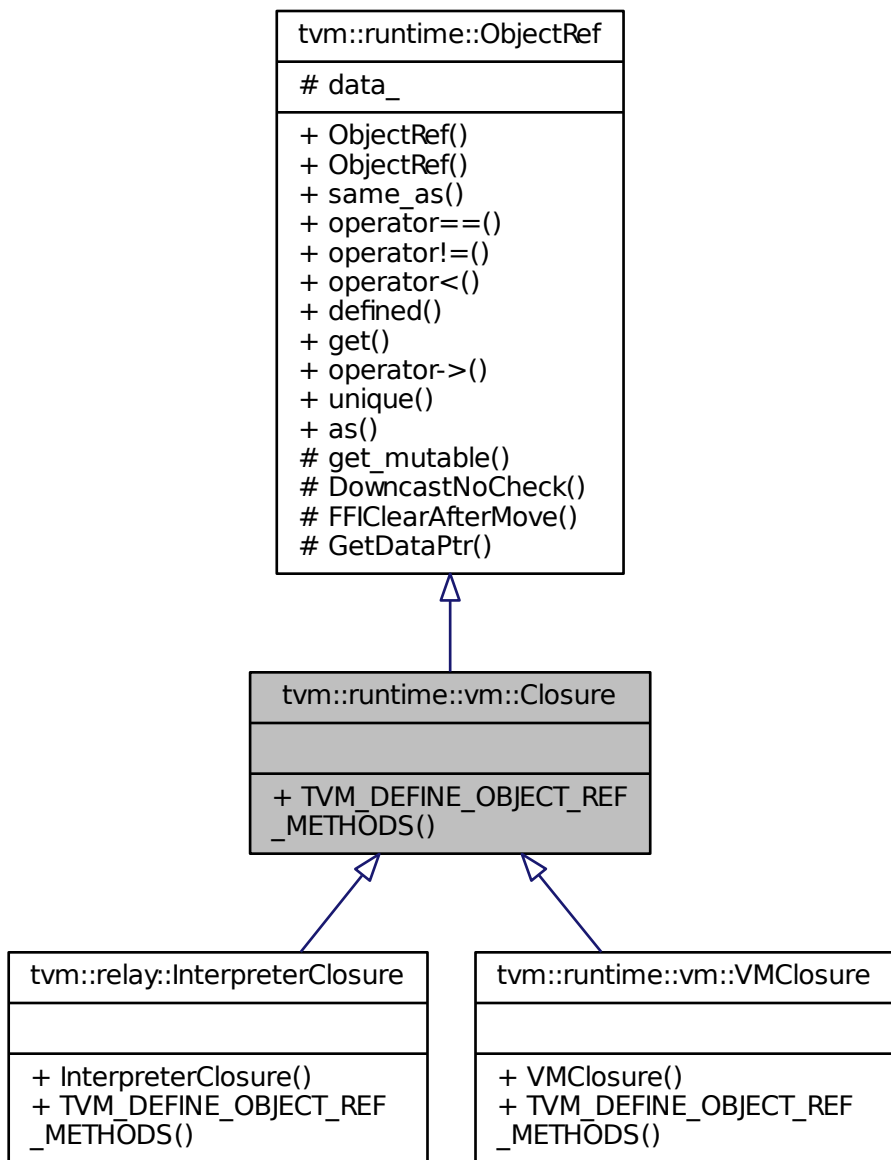 tvm::runtime::ObjectRef
# data_
+ ObjectRef()
+ ObjectRef()
+ same_as()
+ operator==()
+ operator!=()
+ operator<()
+ defined()
+ get()
+ operator->()
+ unique()
+ as()
# get_mutable()
# DowncastNoCheck()
# FFIClearAfterMove()
# GetDataPtr()
tvm::runtime::vm::Closure
+ TVM_DEFINE_OBJECT_REF
_METHODS()
tvm::relay::InterpreterClosure
+ InterpreterClosure()
+ TVM_DEFINE_OBJECT_REF
_METHODS()
tvm::runtime::vm::VMClosure
+ VMClosure()
+ TVM_DEFINE_OBJECT_REF
_METHODS()